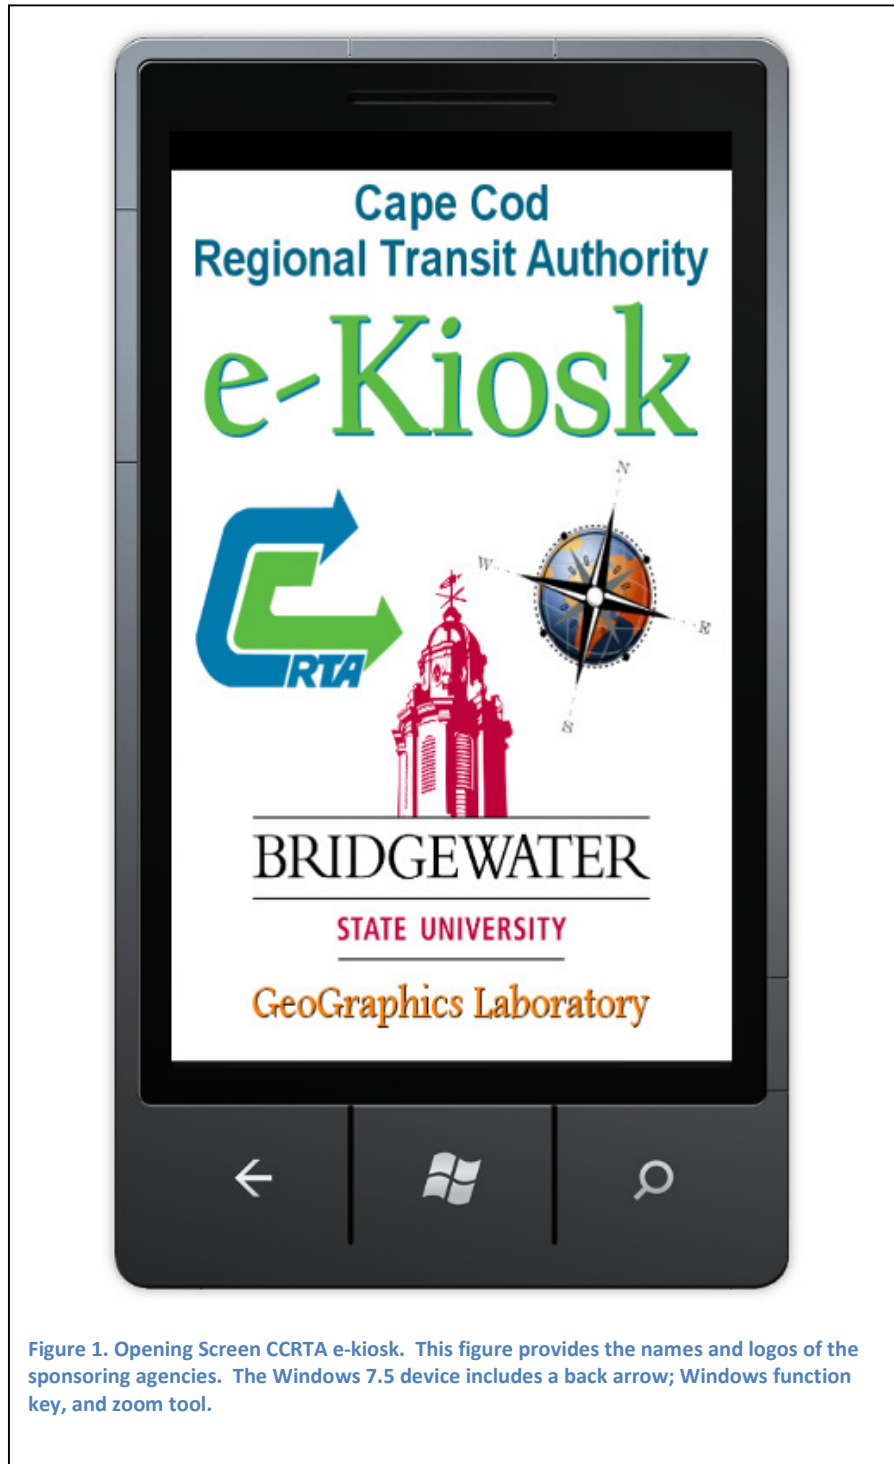 Cape Cod
Regional Transit Authority
e-Kiosk
N
W
E
S
RTA
BRIDGEWATER
STATE UNIVERSITY
GeoGraphics Laboratory
Figure 1. Opening Screen CCRTA e-kiosk.  This figure provides the names and logos of the
sponsoring agencies.  The Windows 7.5 device includes a back arrow; Windows function
key, and zoom tool.